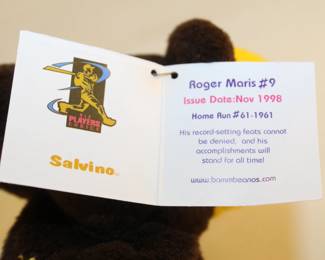 PLAYERS
CHOICE
Salvino
Roger Maris #9
Issue Date:Nov 1998
Home Run #61-1961
His record-setting feats cannot
be denied, and his
accomplishments will
stand for all time!
www.bammbeanos.com